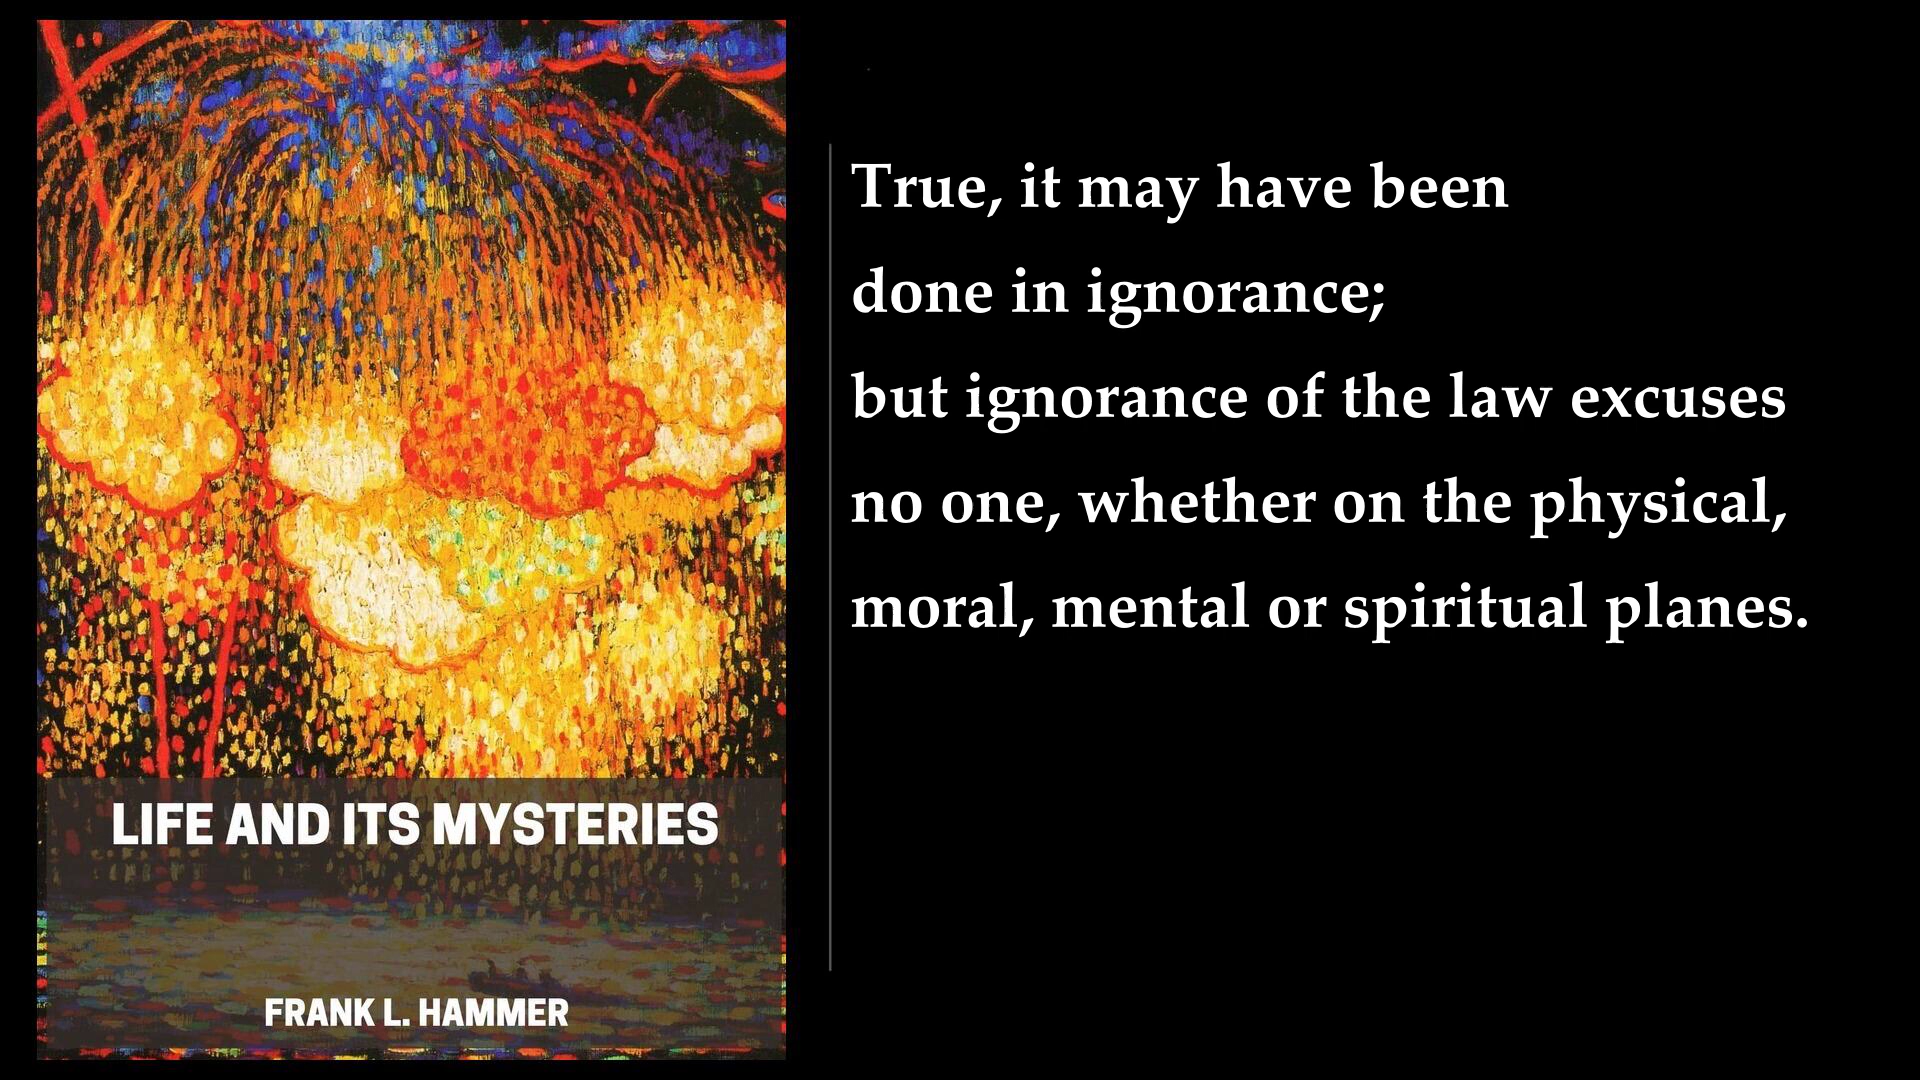 LIFE AND ITS MYSTERIES
FRANK L. HAMMER
True, it may have been
done in ignorance;
but ignorance of the law excuses
no one, whether on the physical,
moral, mental or spiritual planes.